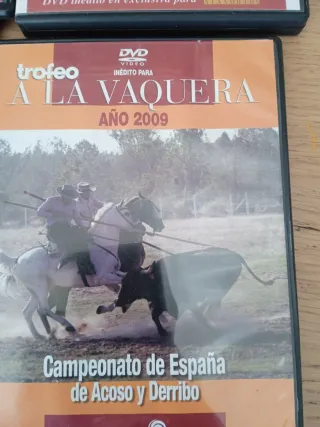 DVD inédito en exclusiva para
trofeo
DVD
VIDEO
INÉDITO PARA
A LA VAQUERA
AÑO 2009
Campeonato de España
de Acoso y Derribo